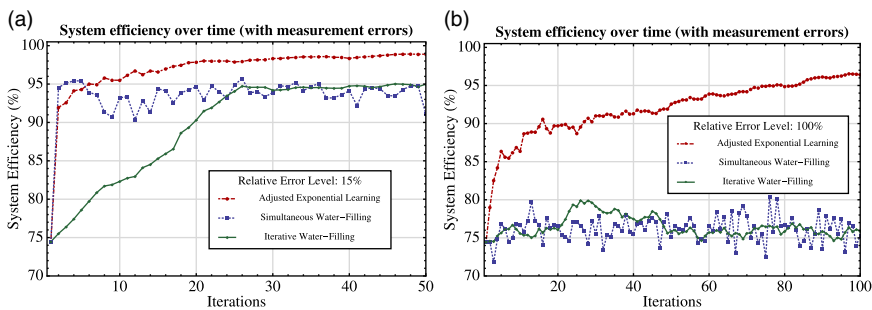 (a)
System efficiency over time (with measurement errors)
System Efficiency (%)
100
95
90
85
80
75
70
Relative Error Level: 15%
Adjusted Exponential Learning
Simultaneous Water-Filling
Iterative Water-Filling
10
20
30
40
50
Iterations
(b)
System efficiency over time (with measurement errors)
System Efficiency (%)
100
95
90
85
80
75
70
Relative Error Level: 100%
Adjusted Exponential Learning
Simultaneous Water-Filling
Iterative Water-Filling
20
40
60
80
100
Iterations